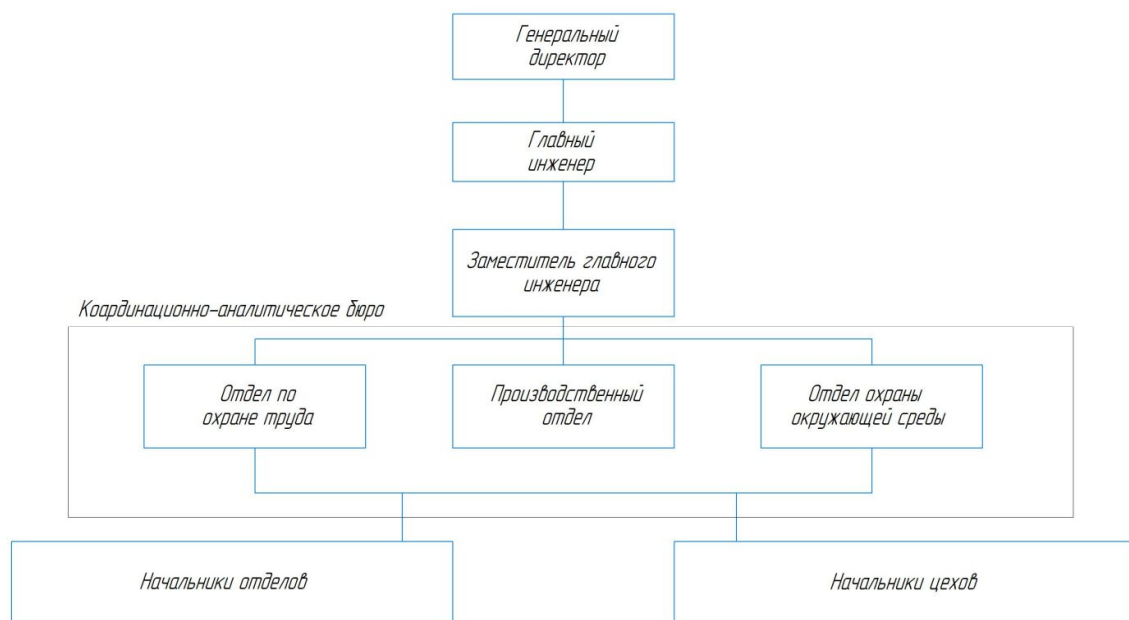 Генеральный
директор
Главный
инженер
Заместитель главного
инженера
Координационно-аналитическое бюро
Отдел по
охране труда
Производственный
отдел
Отдел охраны
окружающей среды
Начальники отделов
Начальники цехов